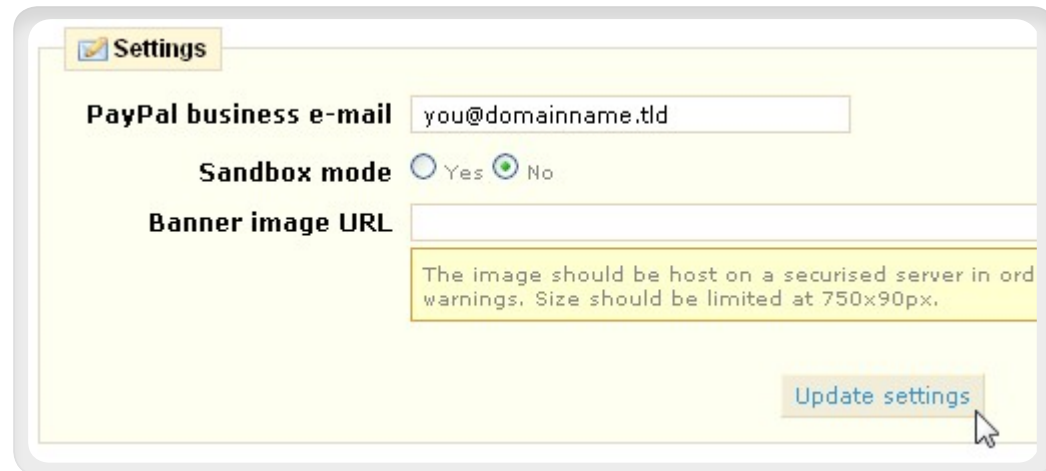 Settings
PayPal business e-mail you@domainname.tld
Sandbox mode Yes No
Banner image URL
The image should be host on a securised server in ord
warnings. Size should be limited at 750x90px.
Update settings